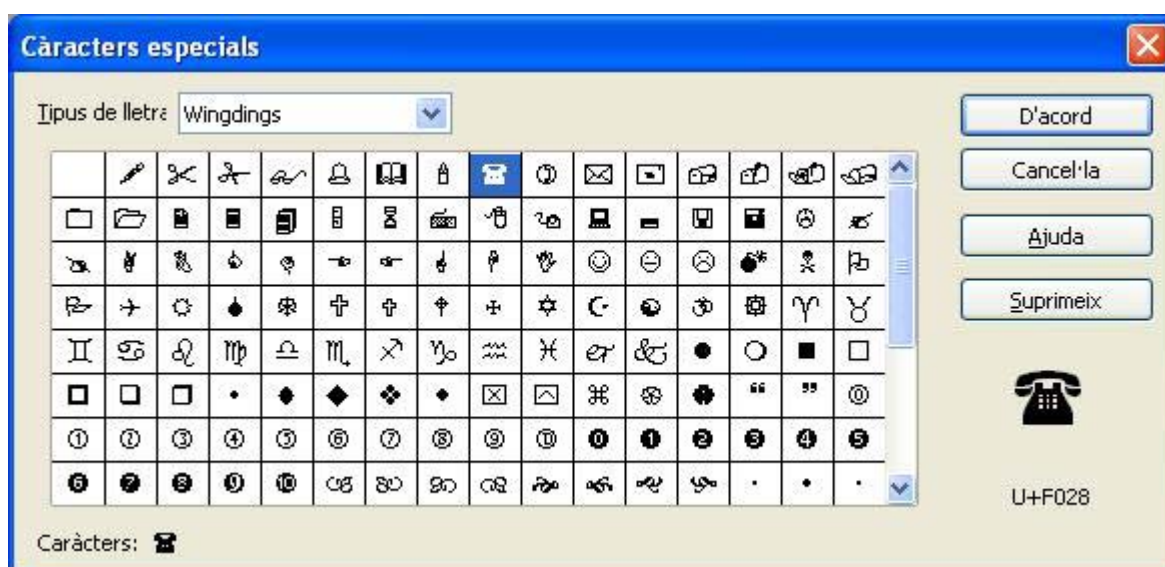 Càracters especials
Tipus de lletra Wingdings
D'acord
Cancel·la
Ajuda
Suprimeix
U+F028
Caràcters: ☎